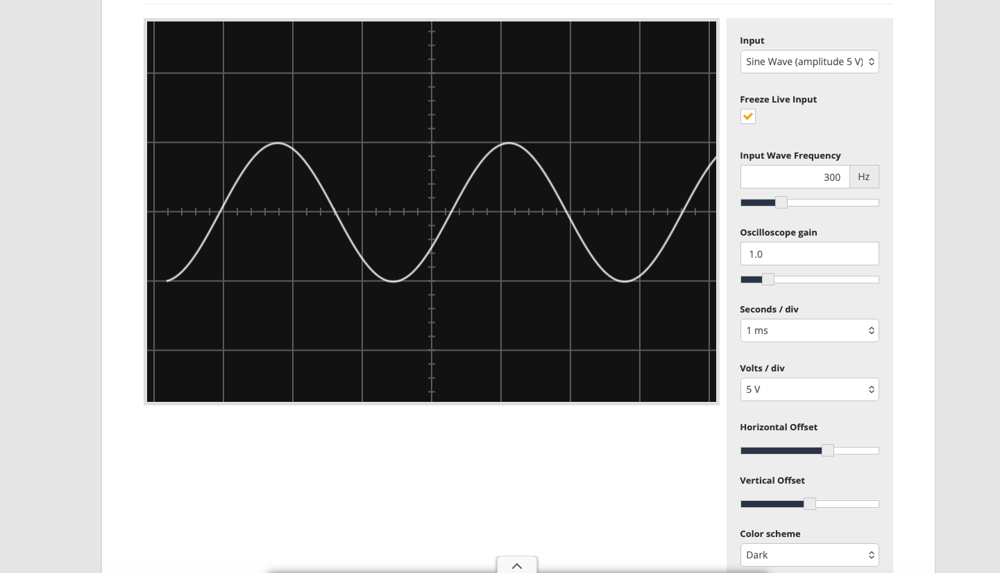 Input
Sine Wave (amplitude 5 V)
Freeze Live Input
Input Wave Frequency
300 Hz
Oscilloscope gain
1.0
Seconds / div
1 ms
Volts / div
5 V
Horizontal Offset
Vertical Offset
Color scheme
Dark